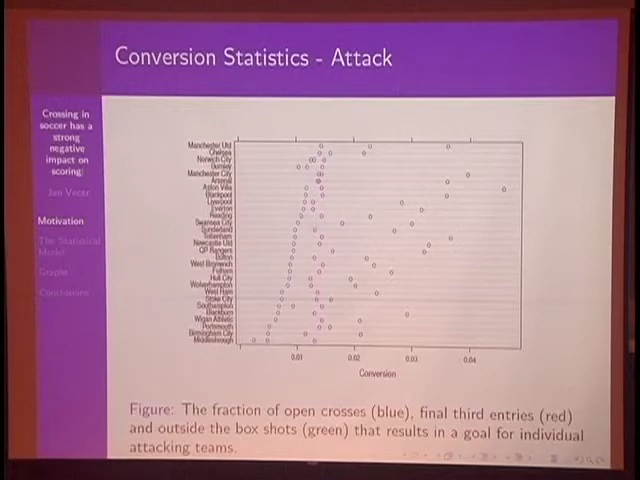 Conversion Statistics - Attack
Crossing in
soccer has a
strong
negative
impact on
scoring:
Jan Vecer
Motivation
The Statistical
Model
Graphs
Conclusions
Manchester Utd
Chelsea
Norwich City
Burnley
Manchester City
Arsenal
Aston Villa
Blackpool
Liverpool
Everton
Reading
Swansea City
Sunderland
Tottenham
Newcastle Utd
QP Rangers
Bolton
West Bromwich
Fulham
Hull City
Wolverhampton
West Ham
Stoke City
Southampton
Blackburn
Wigan Athletic
Portsmouth
Birmingham City
Middlesbrough
0.01 0.02 0.03 0.04
Conversion
Figure: The fraction of open crosses (blue), final third entries (red)
and outside the box shots (green) that results in a goal for individual
attacking teams.